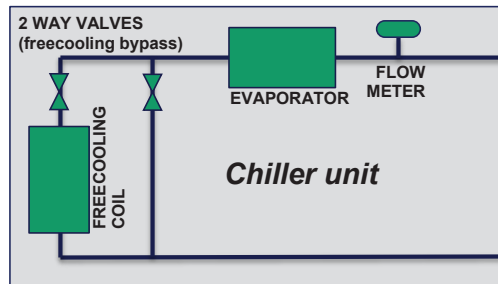 2 WAY VALVES
(freecooling bypass)
EVAPORATOR
FLOW
METER
FREECOOLING
COIL
Chiller unit